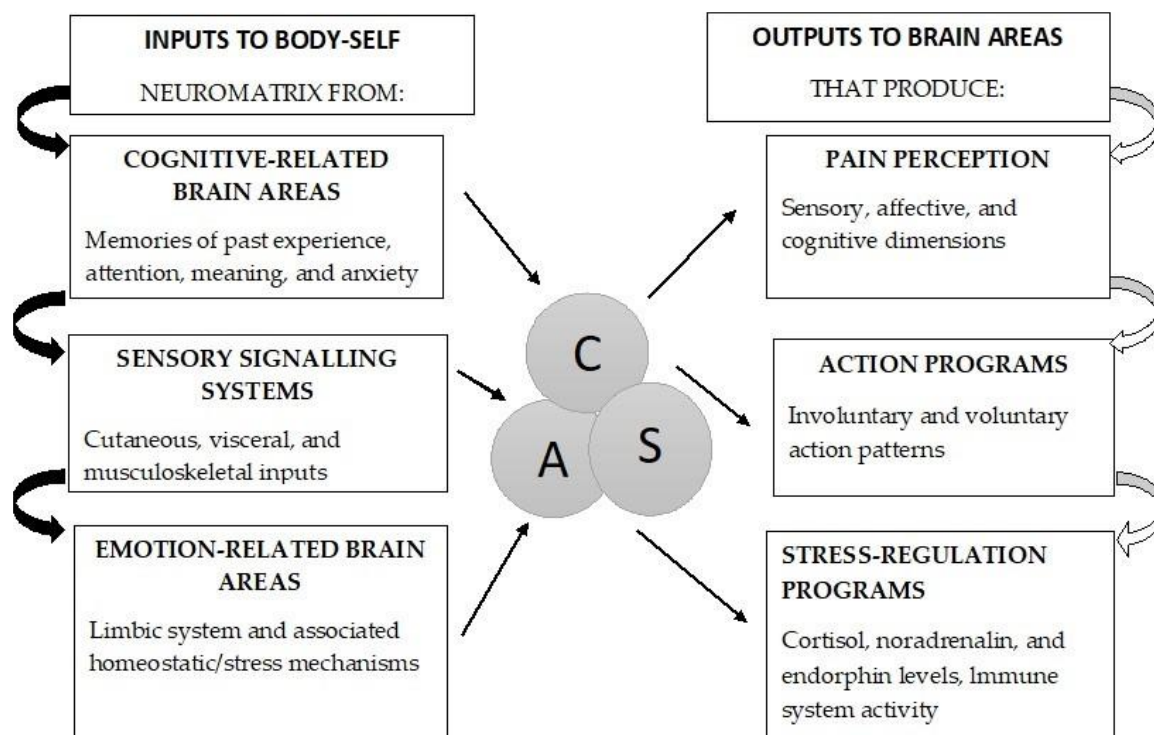 INPUTS TO BODY-SELF
NEUROMATRIX FROM:
COGNITIVE-RELATED
BRAIN AREAS
Memories of past experience,
attention, meaning, and anxiety
SENSORY SIGNALLING
SYSTEMS
Cutaneous, visceral, and
musculoskeletal inputs
EMOTION-RELATED BRAIN
AREAS
Limbic system and associated
homeostatic/stress mechanisms
C
A
S
OUTPUTS TO BRAIN AREAS
THAT PRODUCE:
PAIN PERCEPTION
Sensory, affective, and
cognitive dimensions
ACTION PROGRAMS
Involuntary and voluntary
action patterns
STRESS-REGULATION
PROGRAMS
Cortisol, noradrenalin, and
endorphin levels, Immune
system activity